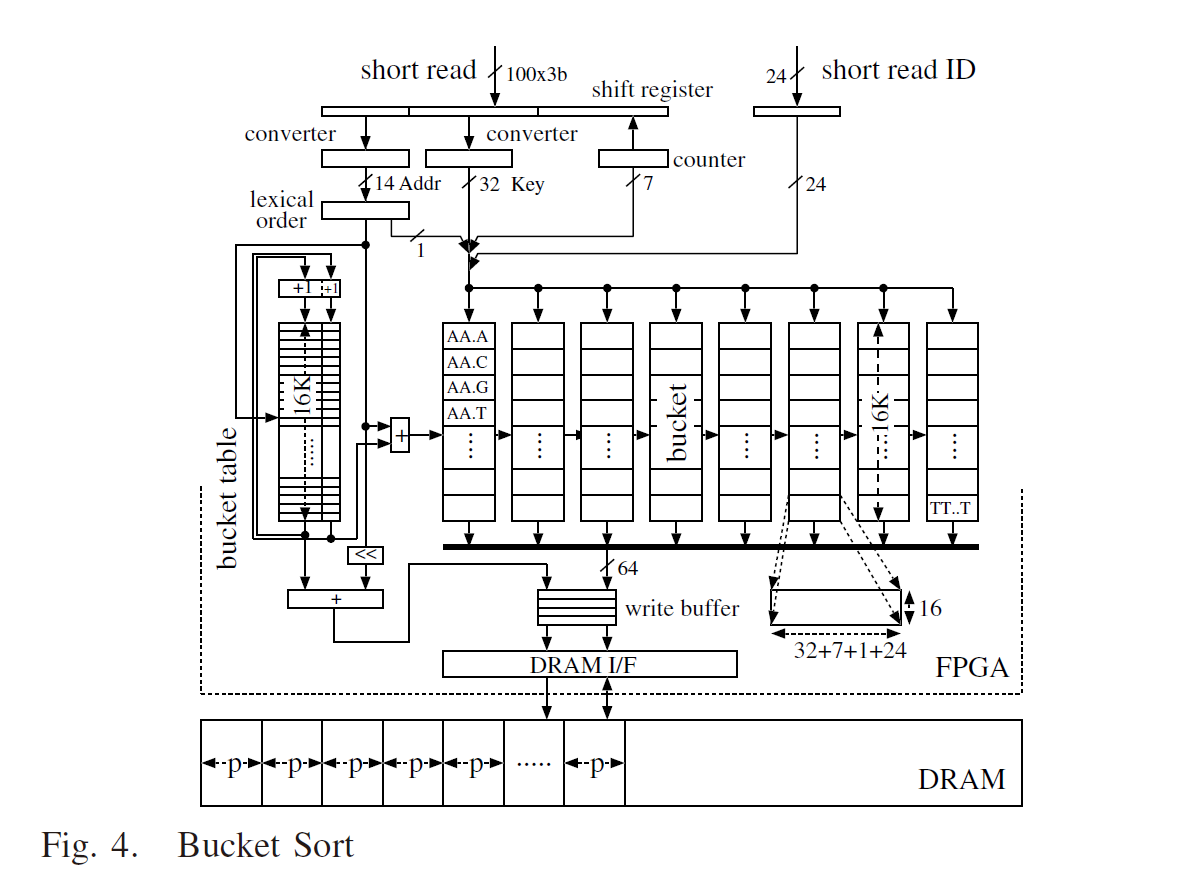 short read
100x3b
24
short read ID
shift register
converter
converter
counter
14 Addr
32 Key
7
24
lexical
order
1
+1
+1
16K
.....
bucket table
+
<<
+
AA.A
AA.C
AA.G
AA.T
...
...
...
bucket
...
...
16K
...
...
TT..T
64
write buffer
16
32+7+1+24
DRAM I/F
FPGA
p
p
p
p
p
.....
p
DRAM
Fig. 4. Bucket Sort